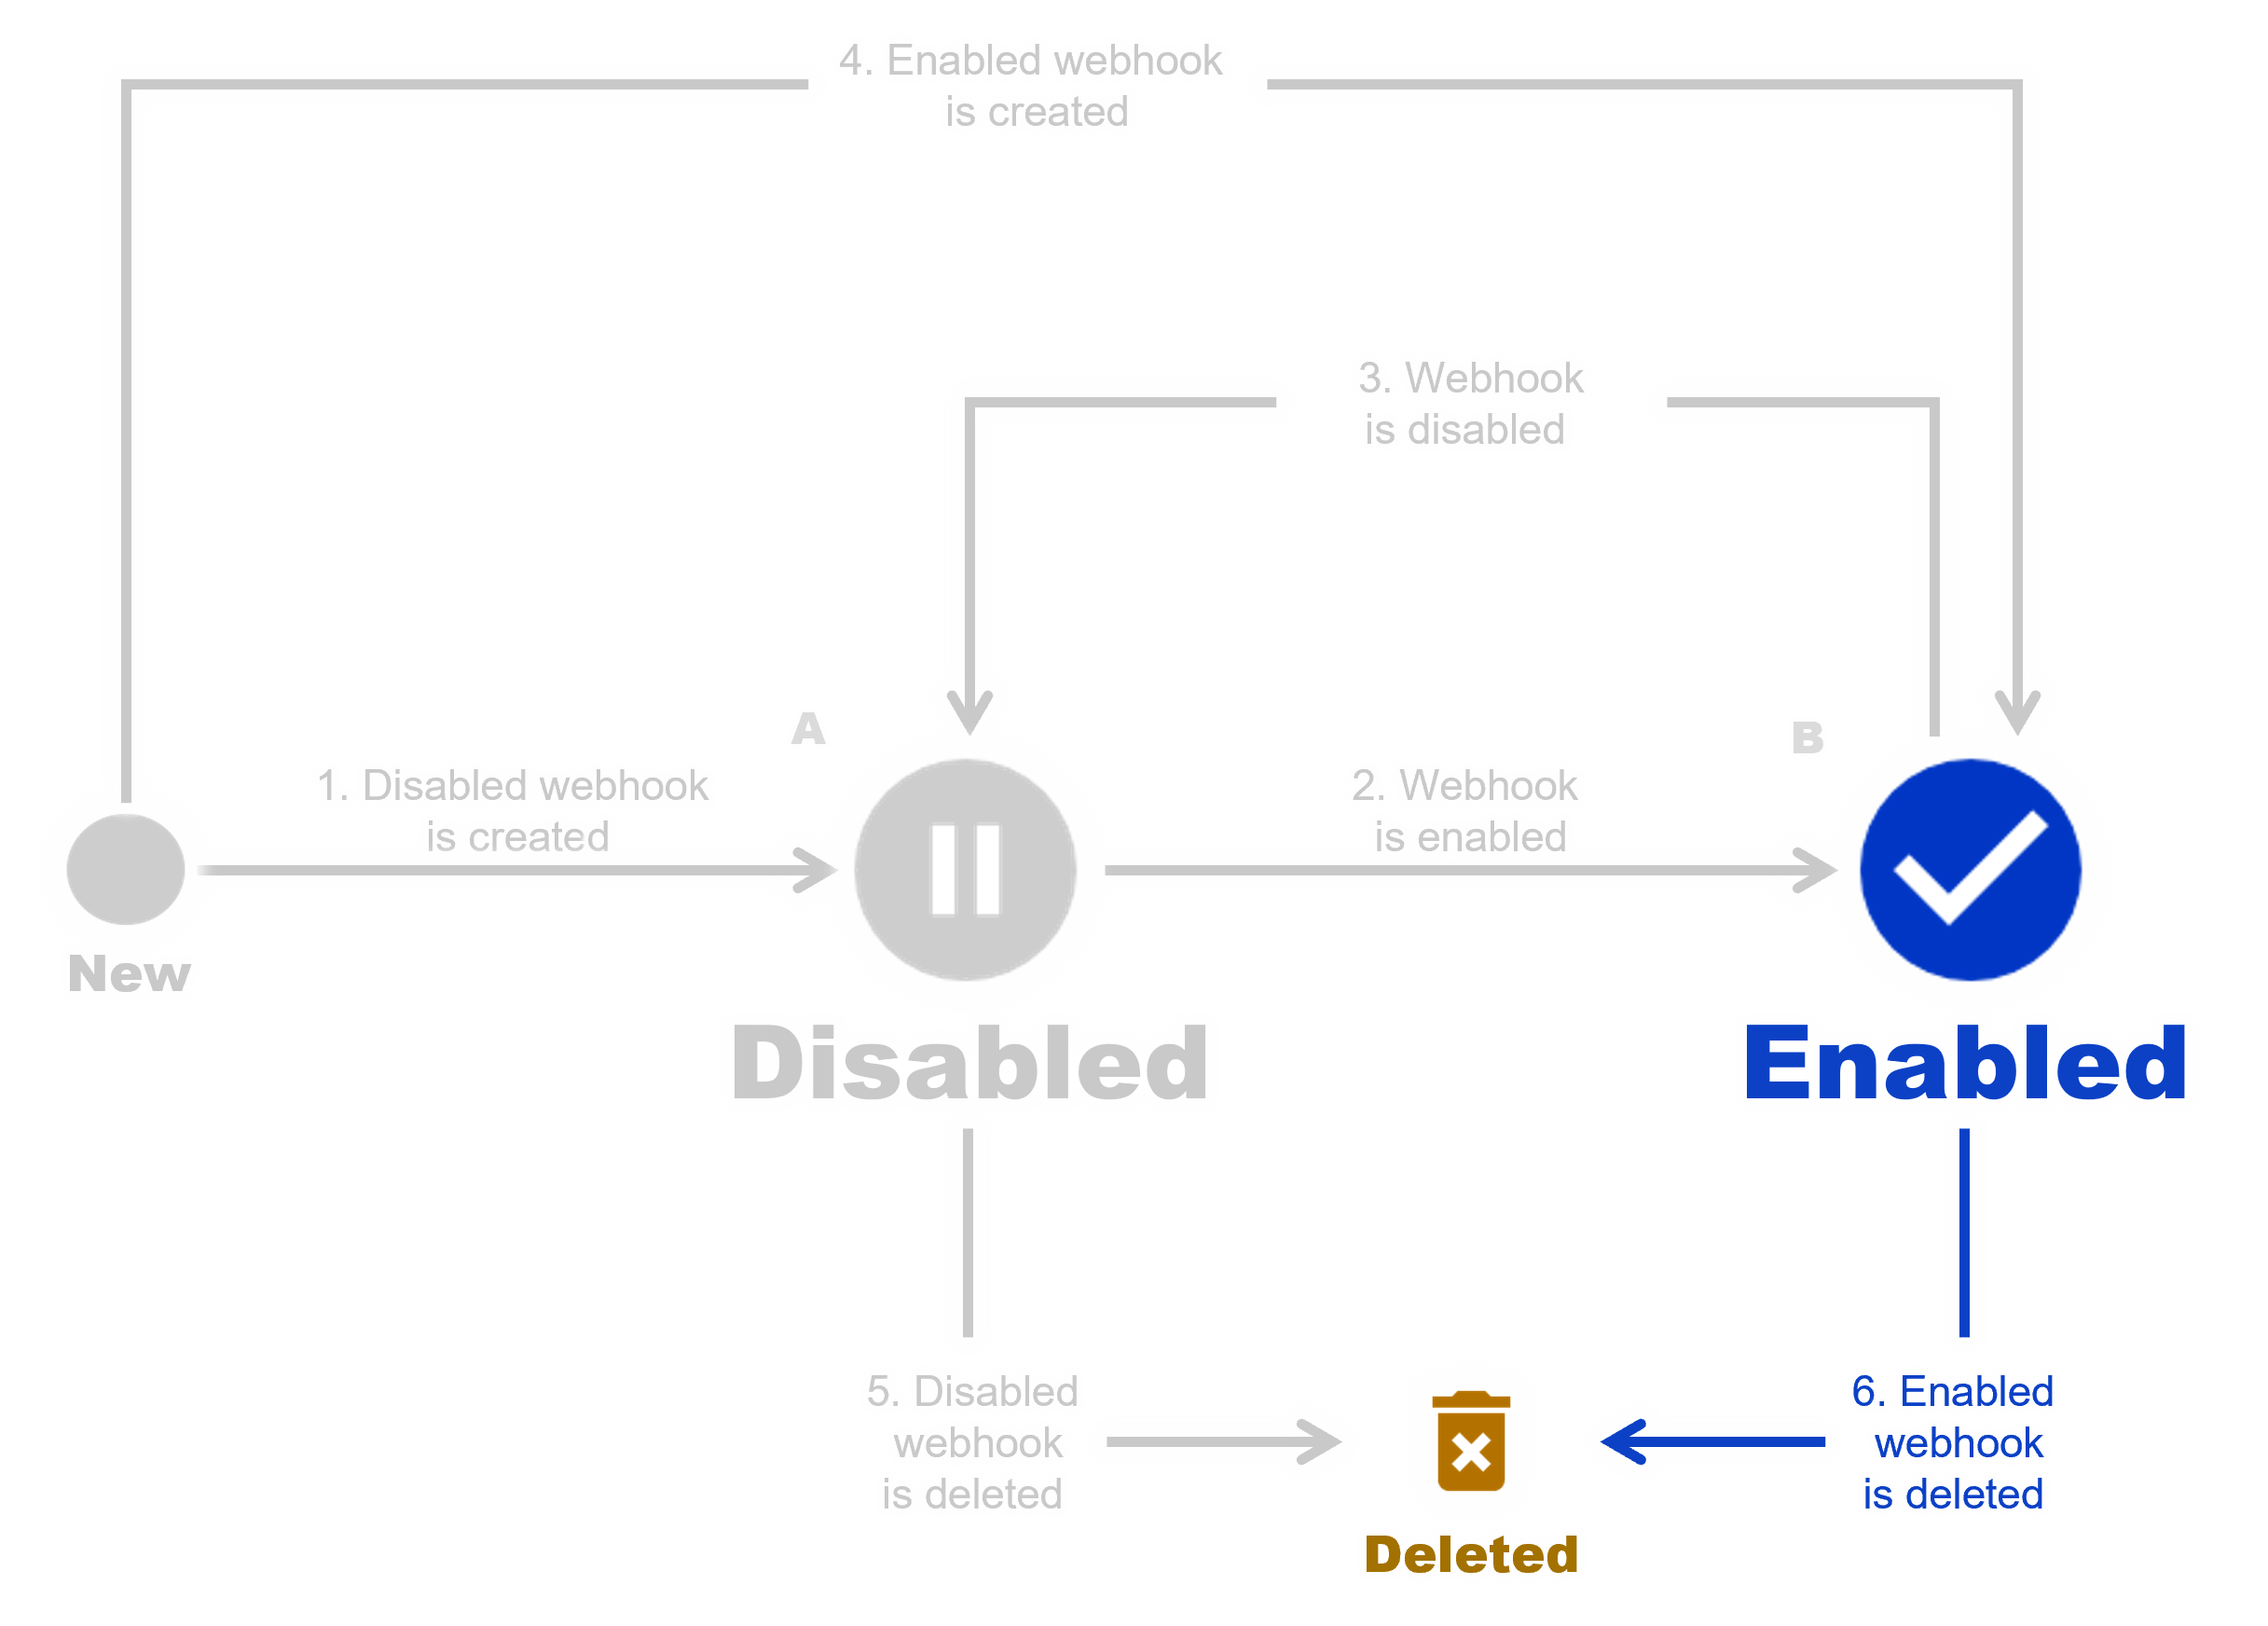 4. Enabled webhook
is created
3. Webhook
is disabled
A
B
1. Disabled webhook
is created
2. Webhook
is enabled
New
Disabled
Enabled
5. Disabled
webhook
is deleted
6. Enabled
webhook
is deleted
Deleted